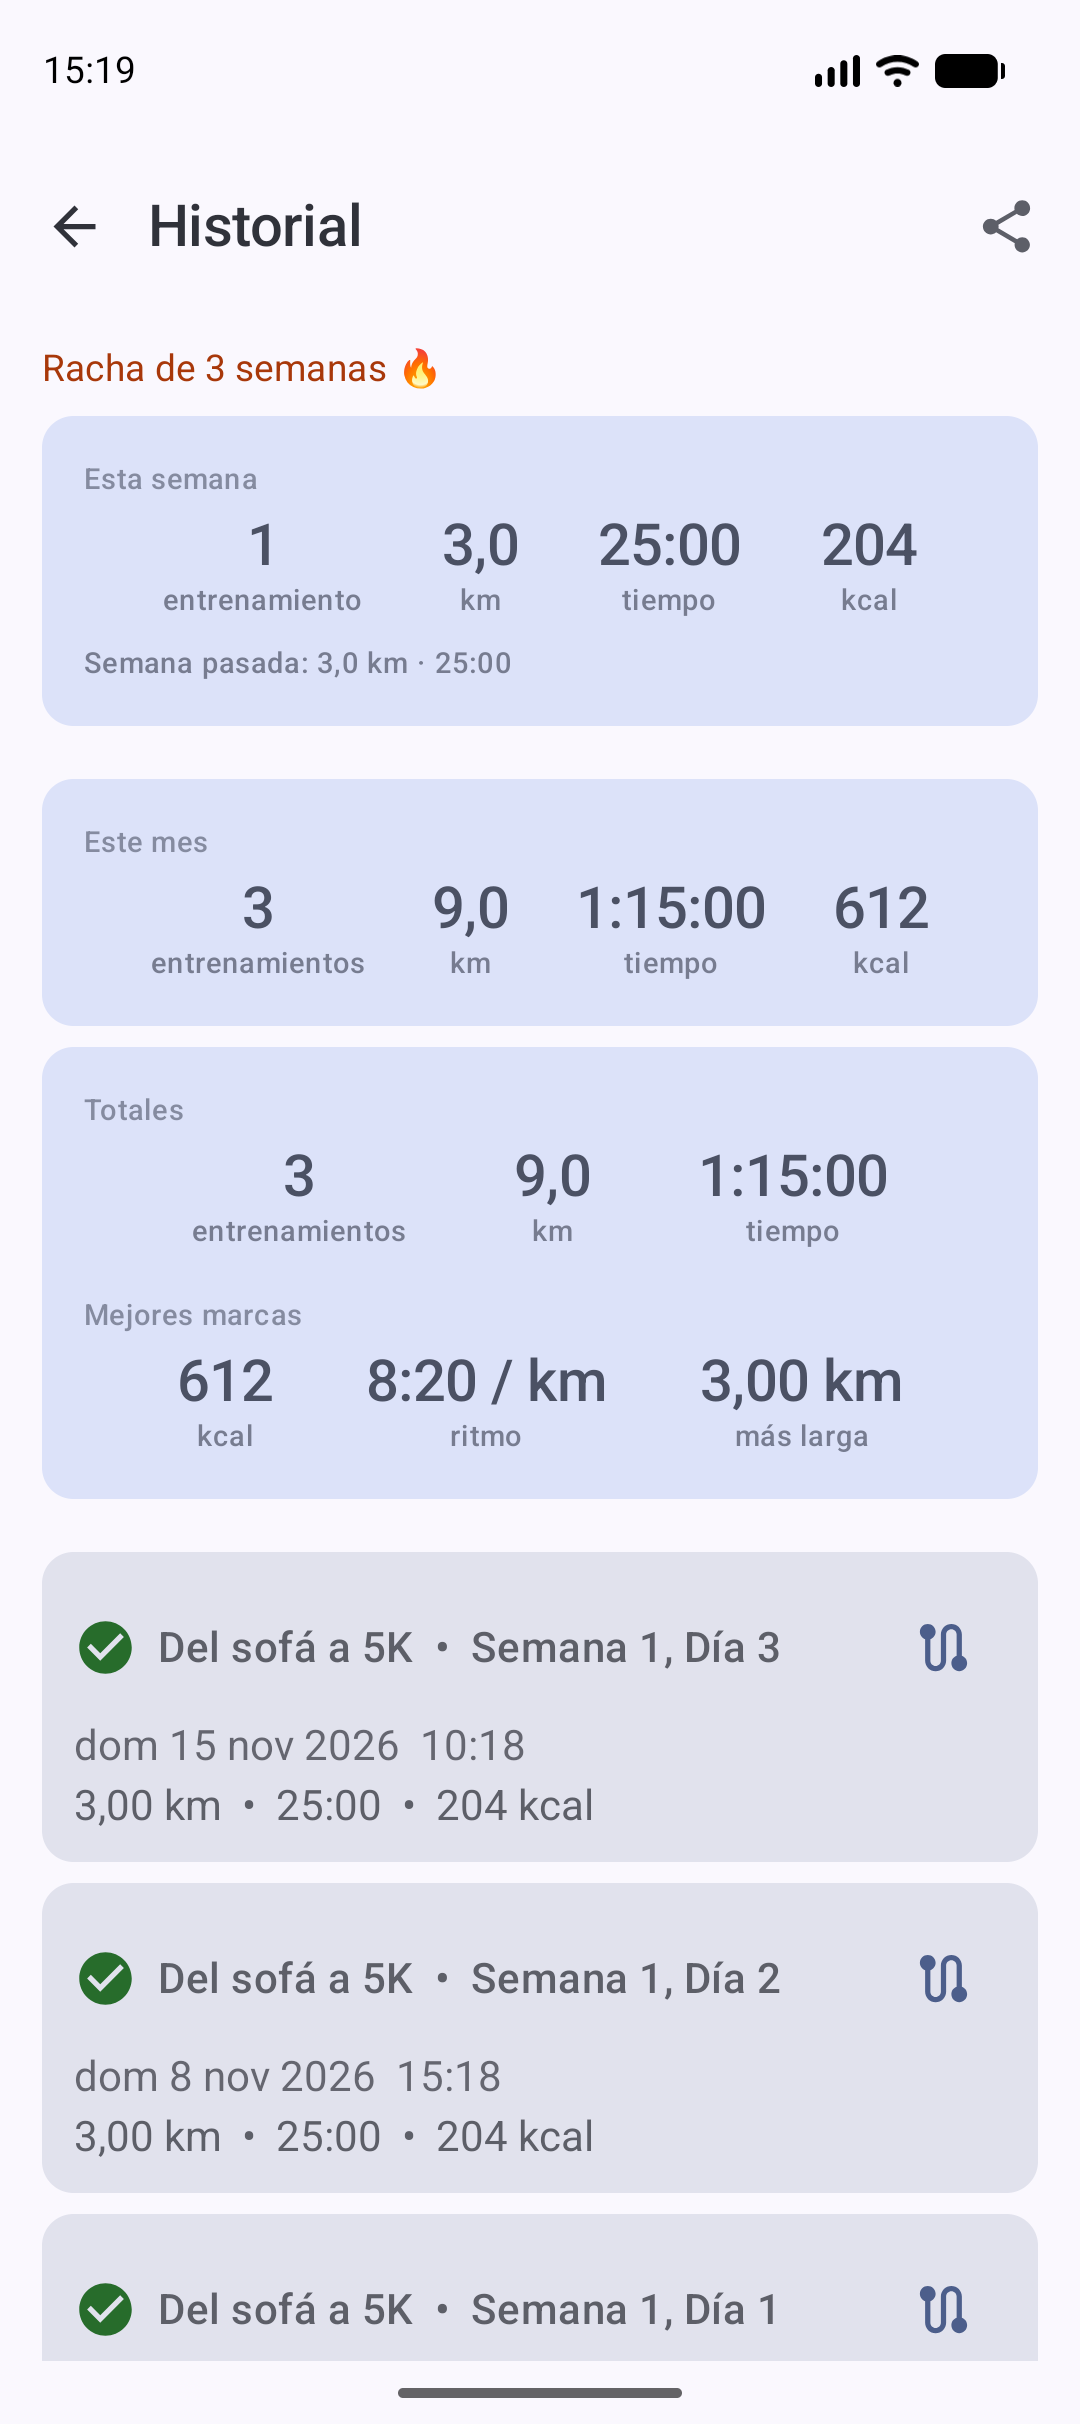 15:19
Historial
Racha de 3 semanas 🔥
Esta semana
1 3,0 25:00 204
entrenamiento km tiempo kcal
Semana pasada: 3,0 km · 25:00
Este mes
3 9,0 1:15:00 612
entrenamientos km tiempo kcal
Totales
3 9,0 1:15:00
entrenamientos km tiempo
Mejores marcas
612 8:20 / km 3,00 km
kcal ritmo más larga
Del sofá a 5K • Semana 1, Día 3
dom 15 nov 2026 10:18
3,00 km • 25:00 • 204 kcal
Del sofá a 5K • Semana 1, Día 2
dom 8 nov 2026 15:18
3,00 km • 25:00 • 204 kcal
Del sofá a 5K • Semana 1, Día 1